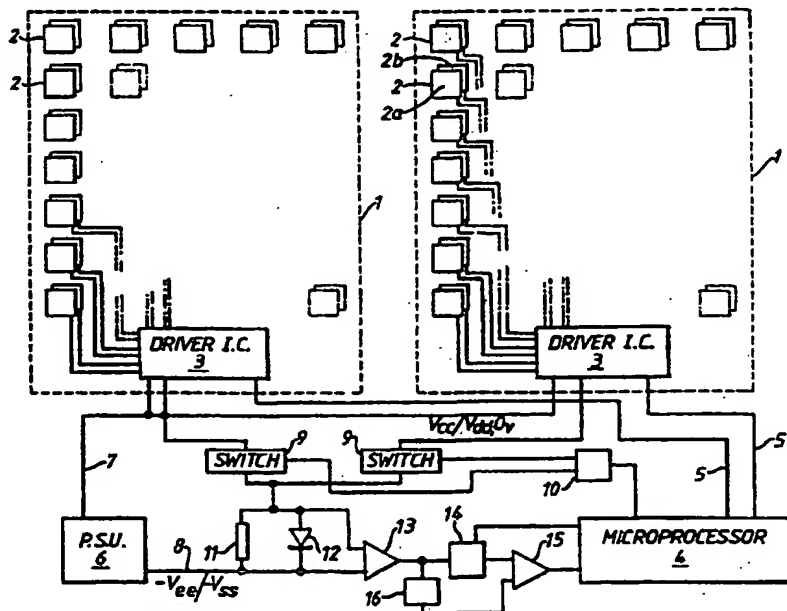 2
2
2
2b
2
2a
1
1
DRIVER I.C.
3
DRIVER I.C.
3
Vcc/Vdd,0v
7
SWITCH
9
9
SWITCH
10
5
5
P.S.U.
6
8
11
12
13
14
15
16
MICROPROCESSOR
4
-Vee/-Vss